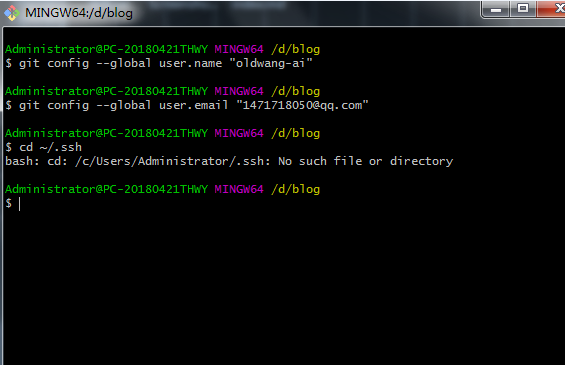 MINGW64:/d/blog
Administrator@PC-20180421THWY MINGW64 /d/blog
$ git config --global user.name "oldwang-ai"
Administrator@PC-20180421THWY MINGW64 /d/blog
$ git config --global user.email "1471718050@qq.com"
Administrator@PC-20180421THWY MINGW64 /d/blog
$ cd ~/.ssh
bash: cd: /c/Users/Administrator/.ssh: No such file or directory
Administrator@PC-20180421THWY MINGW64 /d/blog
$